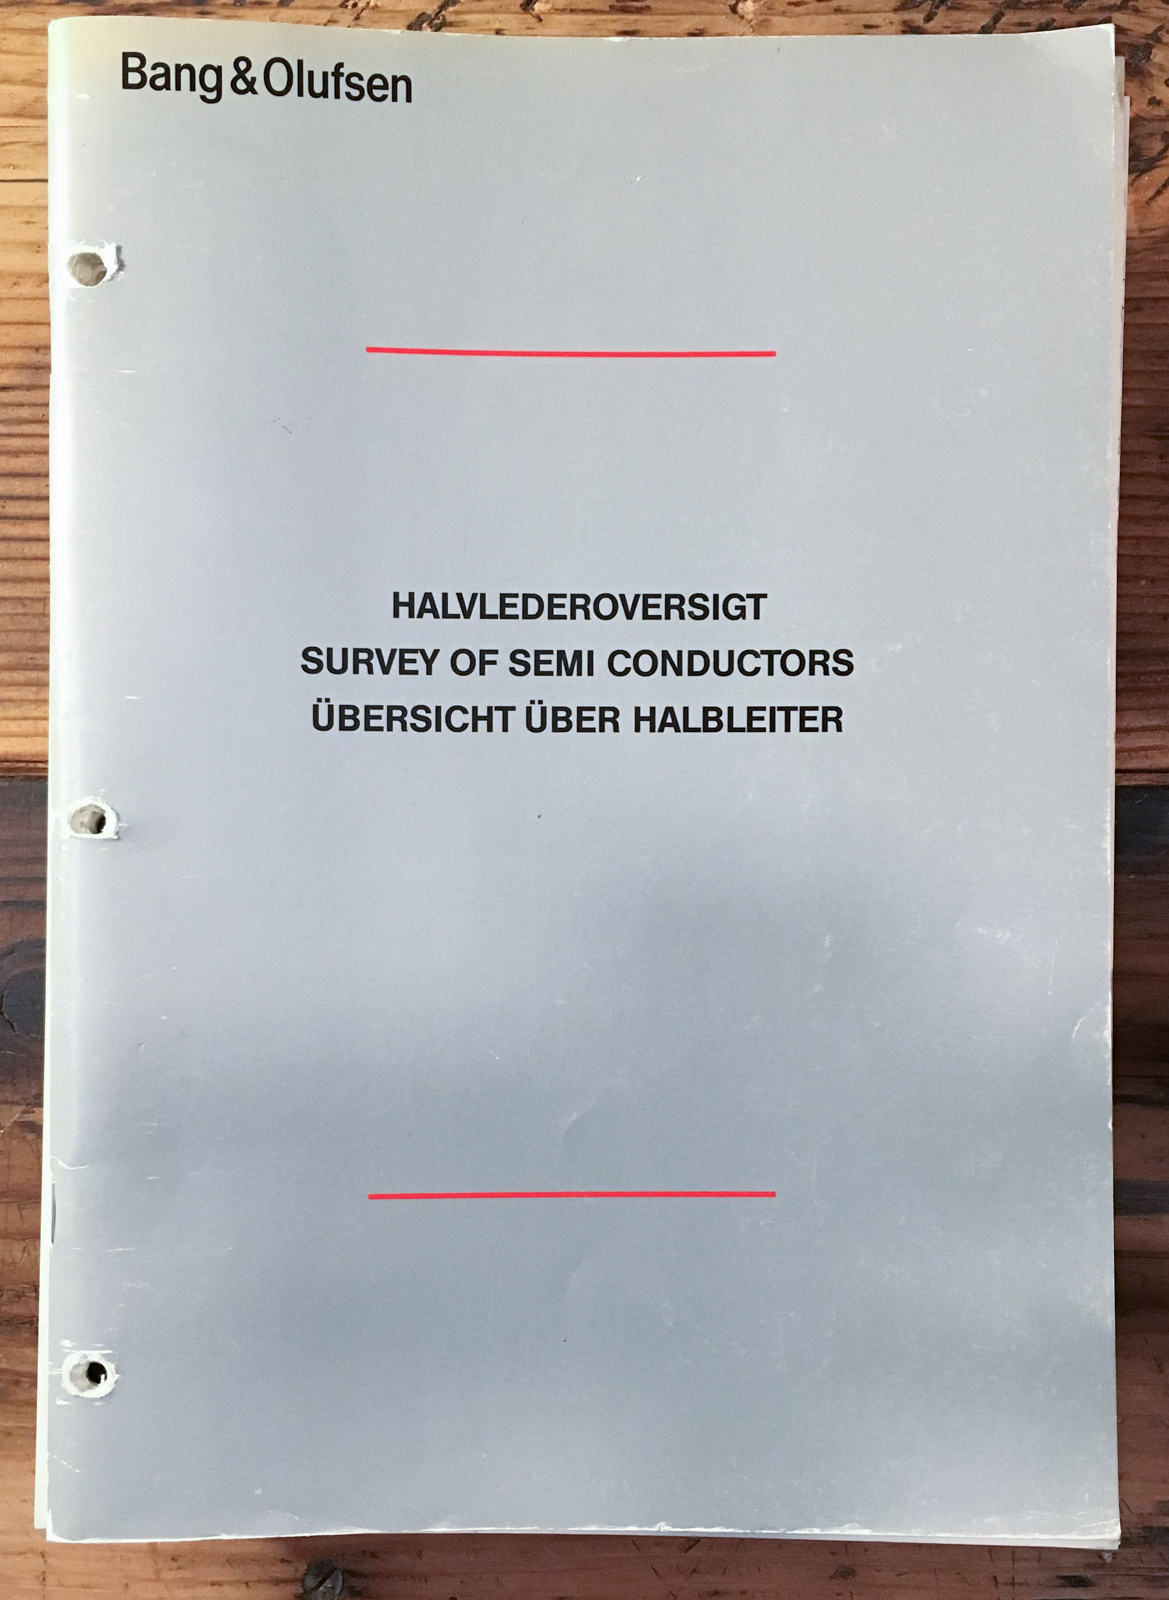 Bang & Olufsen
HALVLEDEROVERSIGT
SURVEY OF SEMI CONDUCTORS
ÜBERSICHT ÜBER HALBLEITER